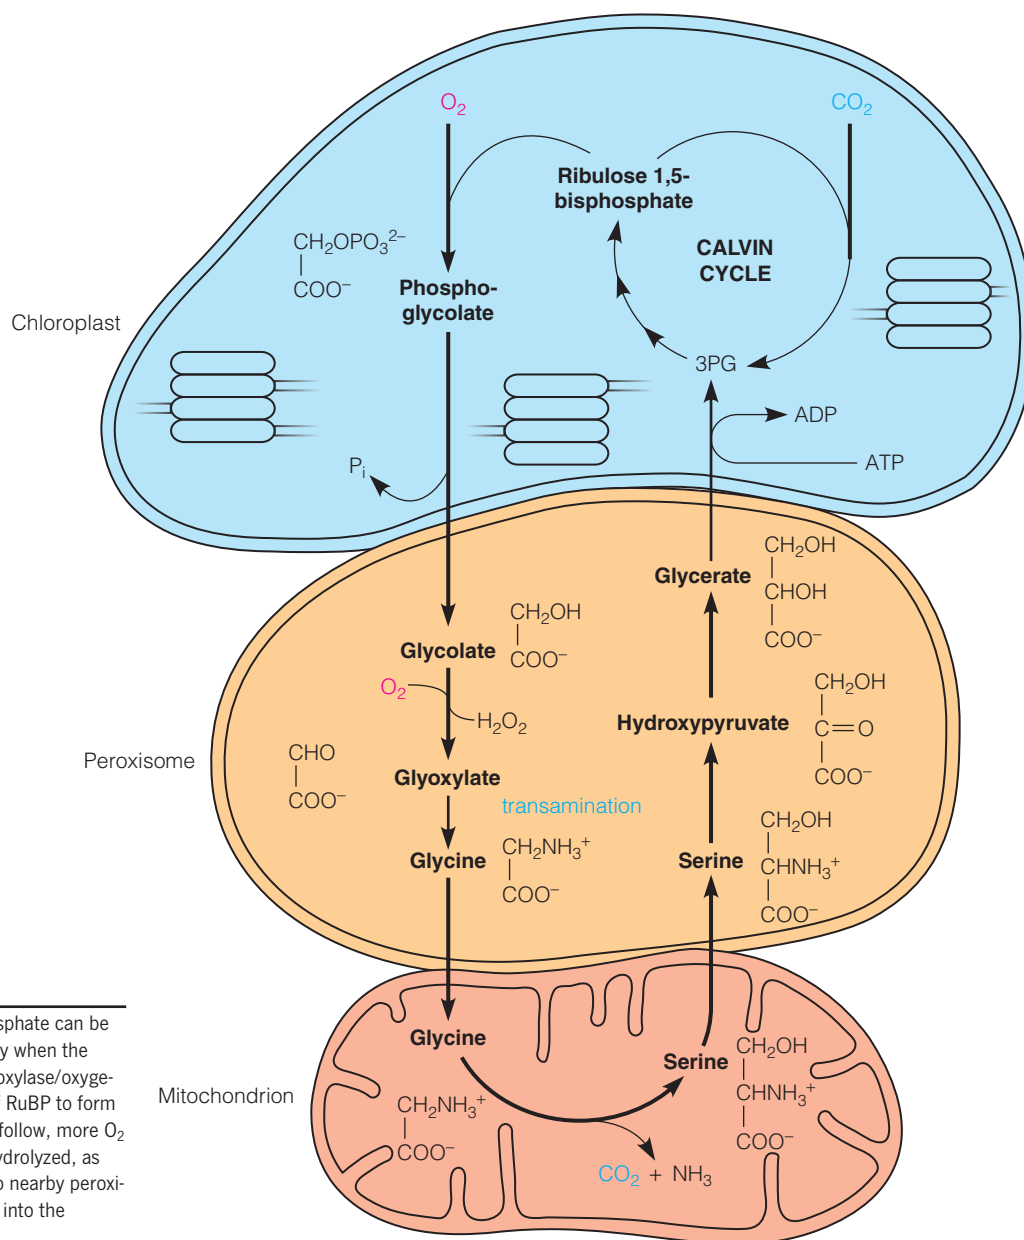 O₂
CO₂
Ribulose 1,5-
bisphosphate
CH₂OPO₃²⁻
COO⁻
CALVIN
CYCLE
Phospho-
glycolate
Chloroplast
3PG
ADP
ATP
Pᵢ
Glycerate
CH₂OH
CHOH
COO⁻
Glycolate
CH₂OH
COO⁻
O₂
H₂O₂
Hydroxypyruvate
CH₂OH
C=O
COO⁻
Peroxisome
CHO
COO⁻
Glyoxylate
transamination
Glycine
CH₂NH₃⁺
COO⁻
Serine
CH₂OH
CHNH₃⁺
COO⁻
Glycine
Serine
CH₂OH
CHNH₃⁺
COO⁻
Mitochondrion
CH₂NH₃⁺
COO⁻
CO₂ + NH₃
sphate can be
y when the
oxylase/oxyge-
f RuBP to form
follow, more O₂
ydrolyzed, as
o nearby peroxi-
into the